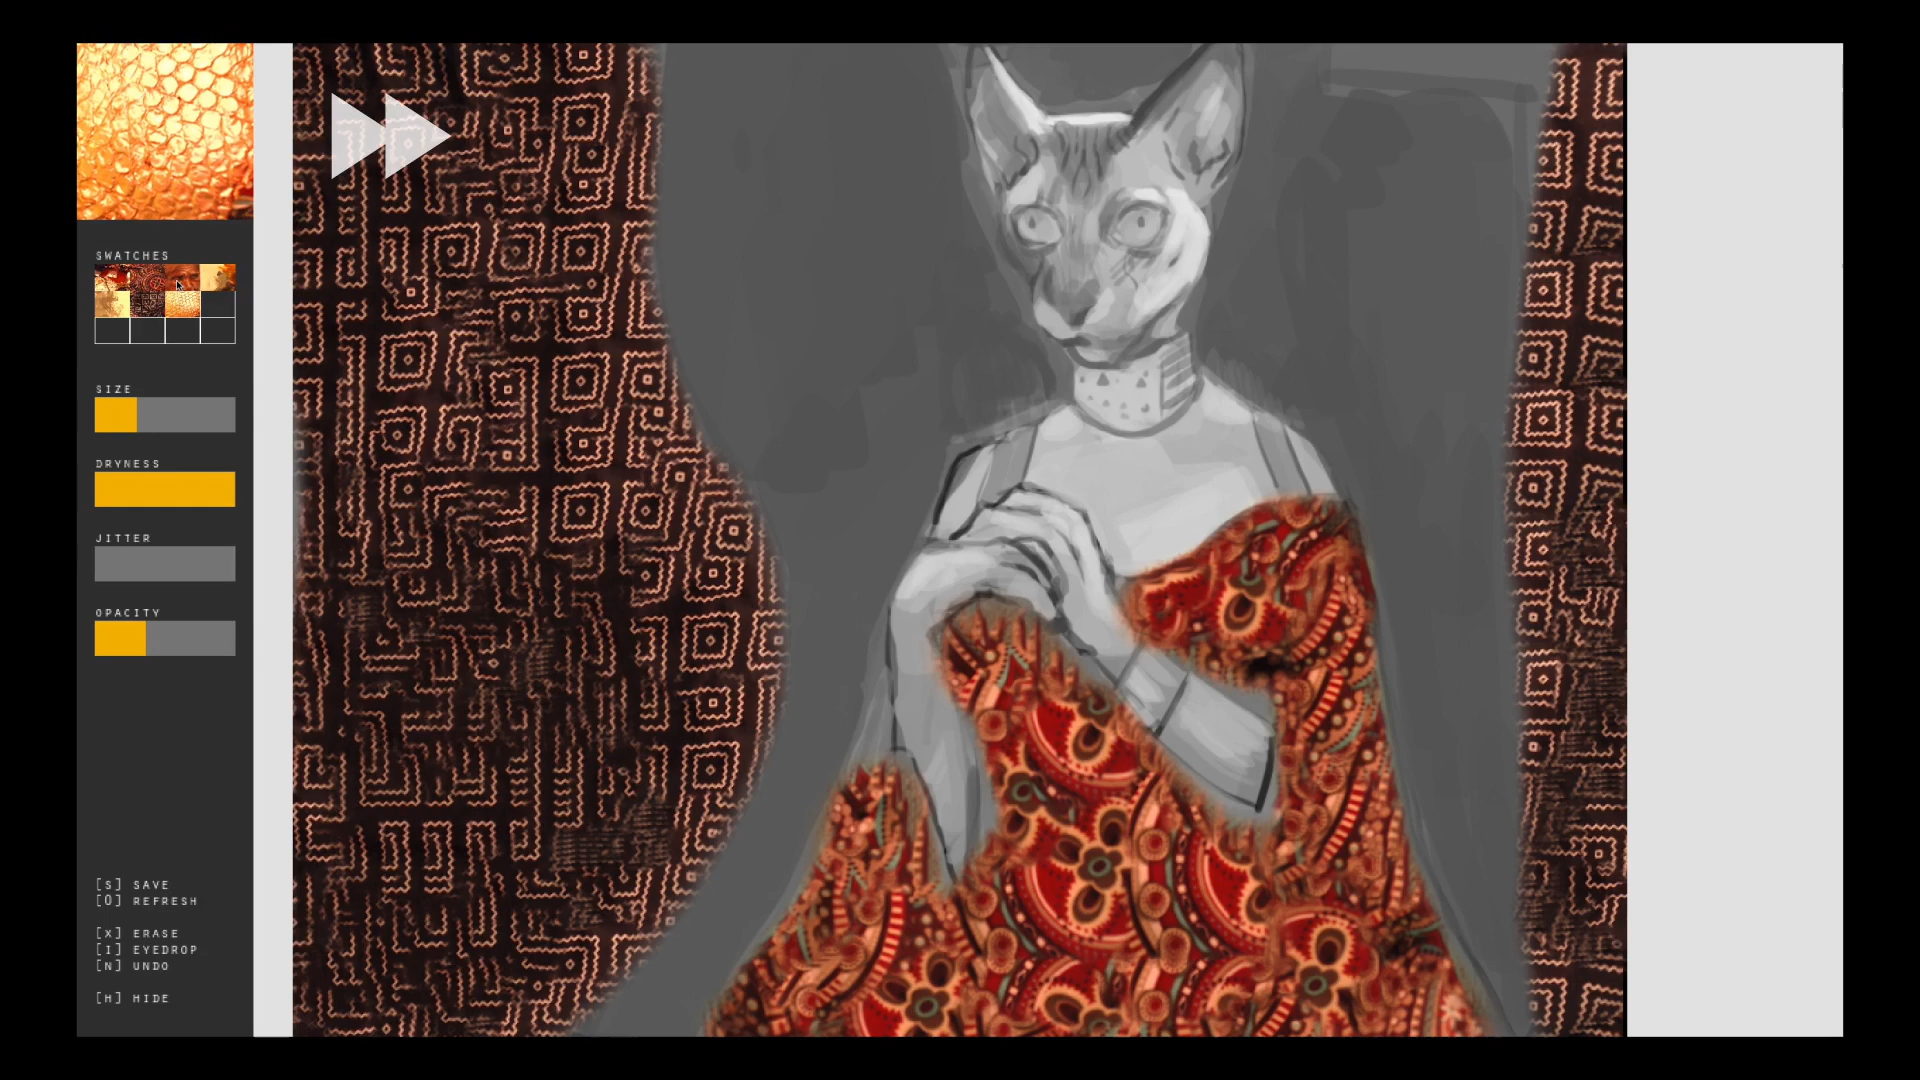 SWATCHES
SIZE
DRYNESS
JITTER
OPACITY
[S] SAVE
[O] REFRESH
[X] ERASE
[I] EYEDROP
[N] UNDO
[H] HIDE